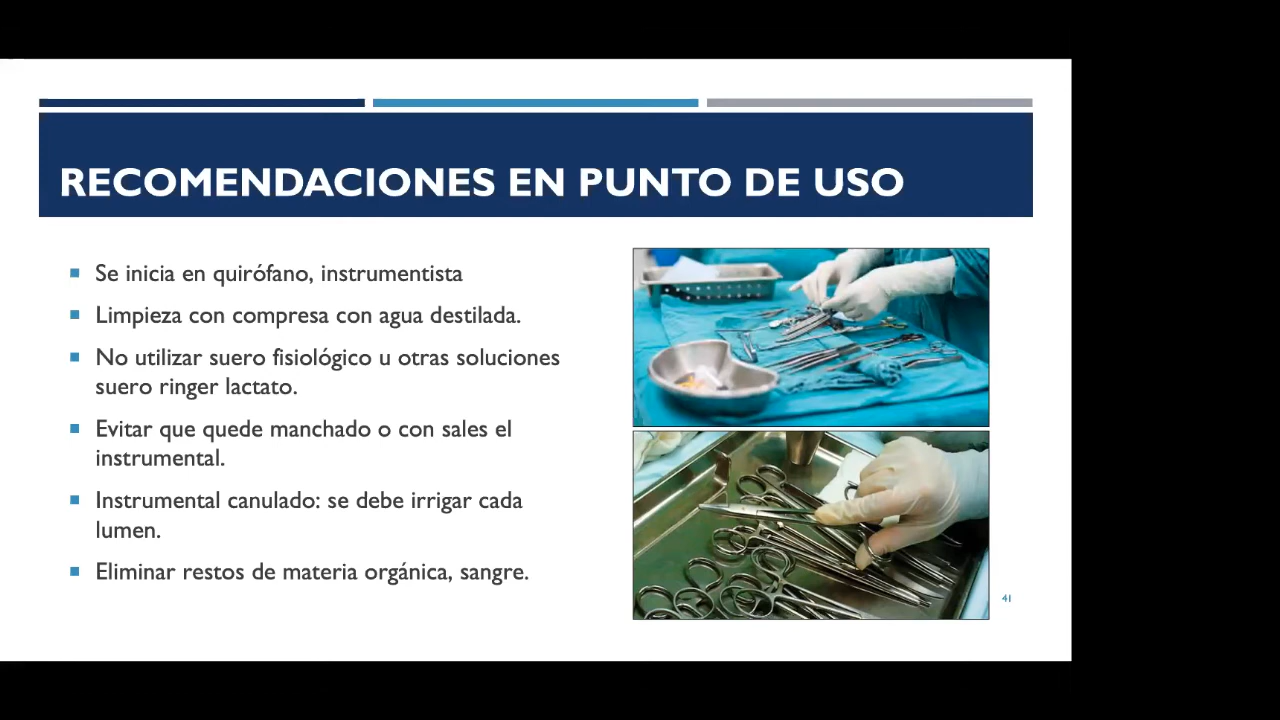 RECOMENDACIONES EN PUNTO DE USO
Se inicia en quirófano, instrumentista
Limpieza con compresa con agua destilada.
No utilizar suero fisiológico u otras soluciones
suero ringer lactato.
Evitar que quede manchado o con sales el
instrumental.
Instrumental canulado: se debe irrigar cada
lumen.
Eliminar restos de materia orgánica, sangre.
41